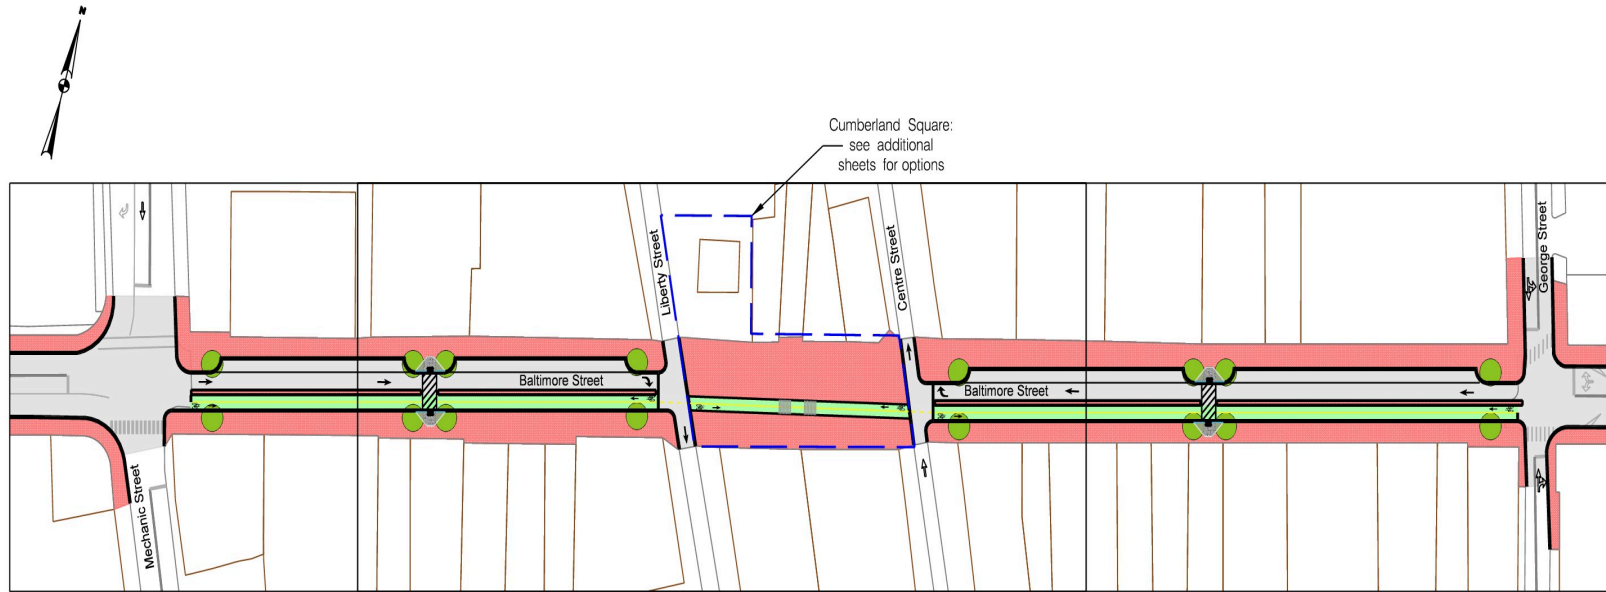 N
Cumberland Square:
see additional
sheets for options
Mechanic Street
Baltimore Street
Liberty Street
Centre Street
Baltimore Street
George Street